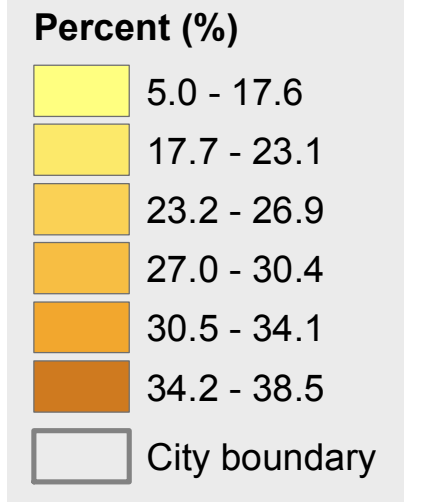 Percent (%)
5.0 - 17.6
17.7 - 23.1
23.2 - 26.9
27.0 - 30.4
30.5 - 34.1
34.2 - 38.5
City boundary